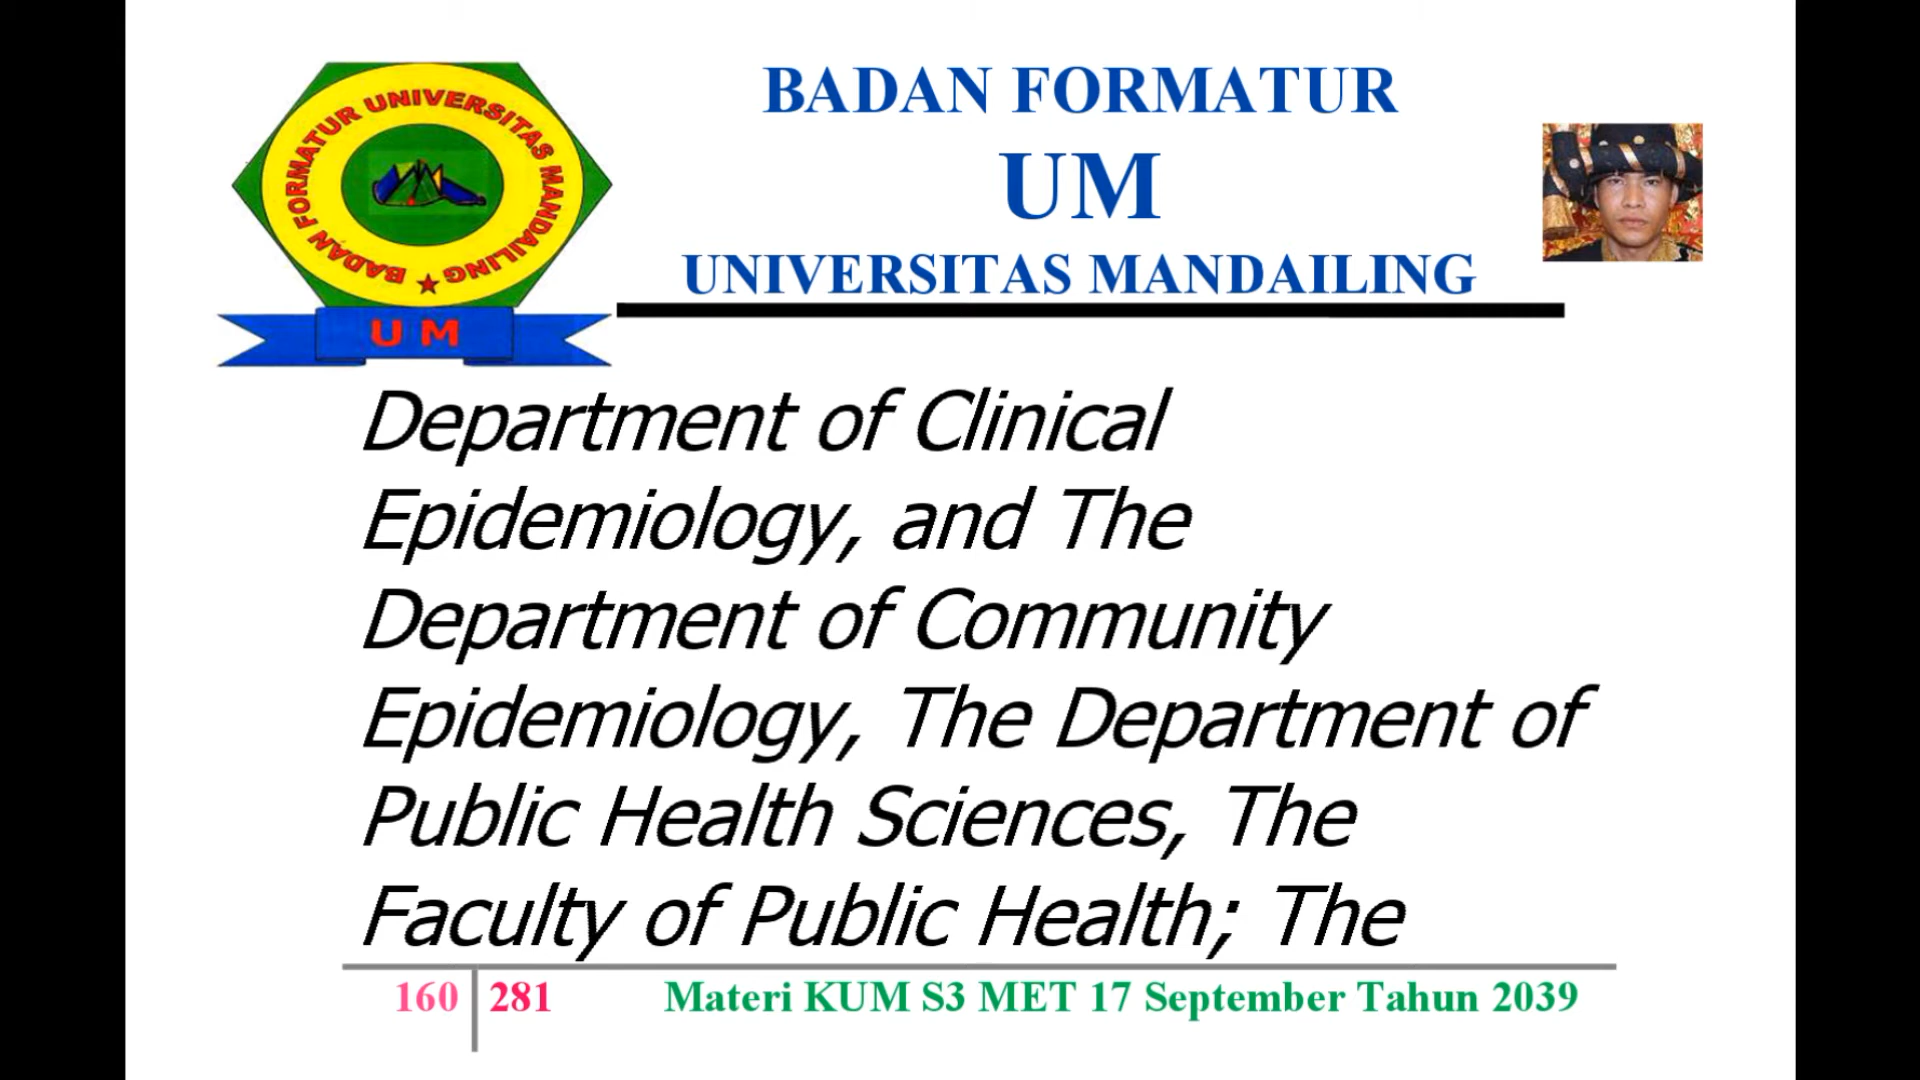 BADAN FORMATUR
UM
UNIVERSITAS MANDAILING
BADAN FORMATUR UNIVERSITAS MANDAILING
U M
Department of Clinical
Epidemiology, and The
Department of Community
Epidemiology, The Department of
Public Health Sciences, The
Faculty of Public Health; The
160 281 Materi KUM S3 MET 17 September Tahun 2039